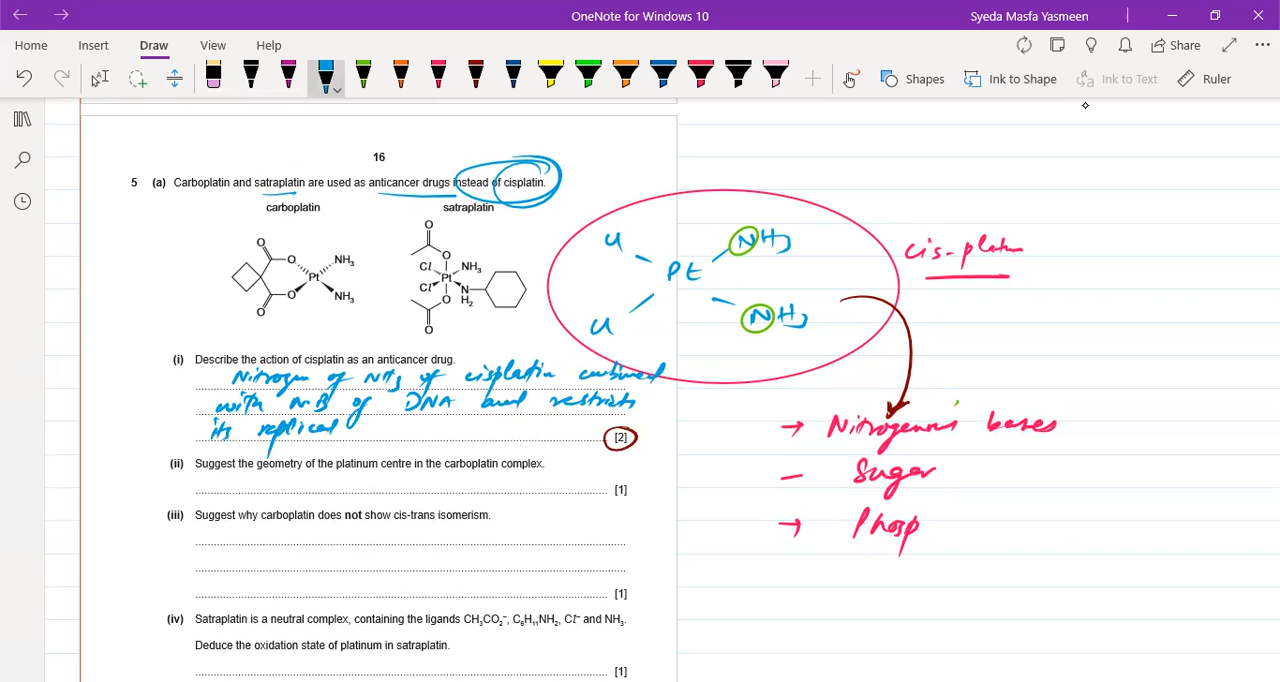 OneNote for Windows 10
Syeda Masfa Yasmeen
Home Insert Draw View Help
Share
Shapes Ink to Shape Ink to Text Ruler
16
5 (a) Carboplatin and satraplatin are used as anticancer drugs instead of cisplatin.
carboplatin satraplatin
O O Pt NH3 O O NH3
O O Cl NH3 Cl Pt N H2 O O
Cl Pt NH3
Cl NH3
cis-platin
(i) Describe the action of cisplatin as an anticancer drug.
Nitrogen of NH3 of cisplatin combined
with NB of DNA and restricts
its replicat
[2]
→ Nitrogenous bases
– Sugar
→ Phosp
(ii) Suggest the geometry of the platinum centre in the carboplatin complex.
[1]
(iii) Suggest why carboplatin does not show cis-trans isomerism.
[1]
(iv) Satraplatin is a neutral complex, containing the ligands CH3CO2–, C6H11NH2, Cl– and NH3.
Deduce the oxidation state of platinum in satraplatin.
[1]